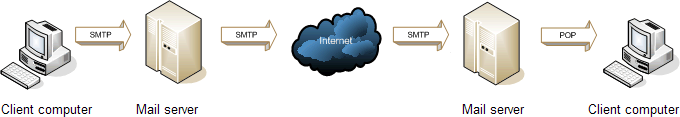 SMTP
SMTP
Internet
SMTP
POP
Client computer
Mail server
Mail server
Client computer